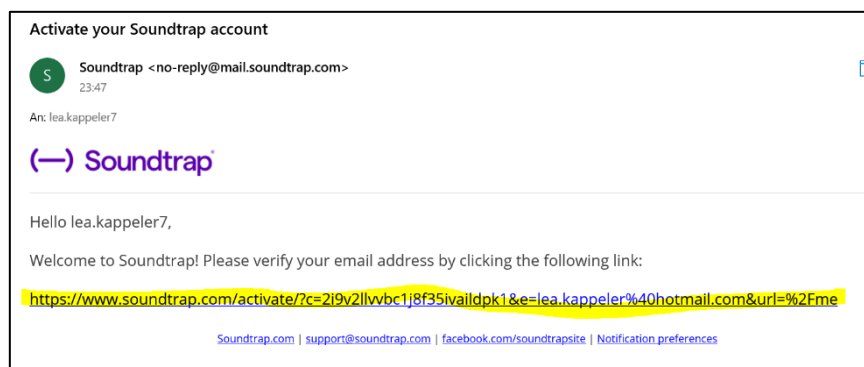 Activate your Soundtrap account
S
Soundtrap <no-reply@mail.soundtrap.com>
23:47
An: lea.kappeler7
(—) Soundtrap®
Hello lea.kappeler7,
Welcome to Soundtrap! Please verify your email address by clicking the following link:
https://www.soundtrap.com/activate/?c=2i9v2llvvbc1j8f35ivaildpk1&e=lea.kappeler%40hotmail.com&url=%2Fme
Soundtrap.com | support@soundtrap.com | facebook.com/soundtrapsite | Notification preferences